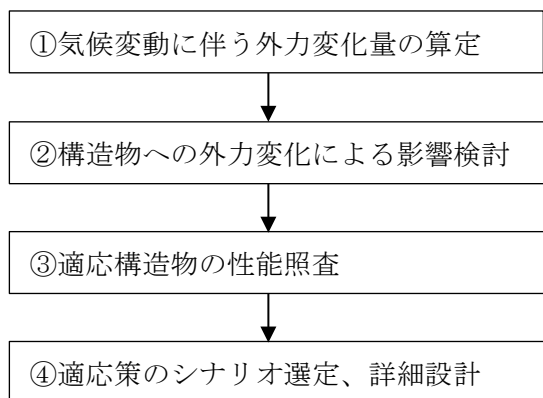 ①気候変動に伴う外力変化量の算定
②構造物への外力変化による影響検討
③適応構造物の性能照査
④適応策のシナリオ選定、詳細設計